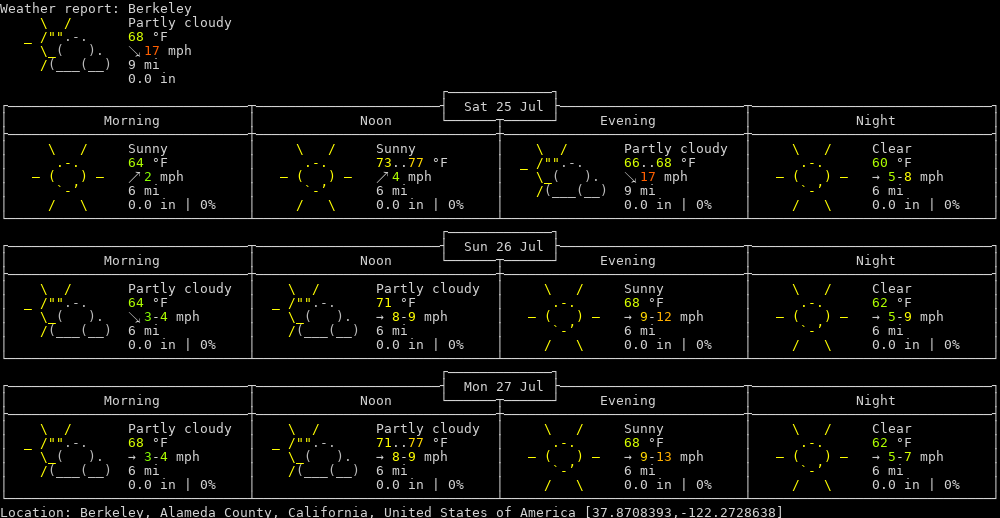 Weather report: Berkeley
Partly cloudy
68 °F
↘ 17 mph
9 mi
0.0 in
Sat 25 Jul
Morning Noon Evening Night
Sunny Sunny Partly cloudy Clear
64 °F 73..77 °F 66..68 °F 60 °F
↗ 2 mph ↗ 4 mph ↘ 17 mph → 5-8 mph
6 mi 6 mi 9 mi 6 mi
0.0 in | 0% 0.0 in | 0% 0.0 in | 0% 0.0 in | 0%
Sun 26 Jul
Morning Noon Evening Night
Partly cloudy Partly cloudy Sunny Clear
64 °F 71 °F 68 °F 62 °F
↘ 3-4 mph → 8-9 mph → 9-12 mph → 5-9 mph
6 mi 6 mi 6 mi 6 mi
0.0 in | 0% 0.0 in | 0% 0.0 in | 0% 0.0 in | 0%
Mon 27 Jul
Morning Noon Evening Night
Partly cloudy Partly cloudy Sunny Clear
68 °F 71..77 °F 68 °F 62 °F
→ 3-4 mph → 8-9 mph → 9-13 mph → 5-7 mph
6 mi 6 mi 6 mi 6 mi
0.0 in | 0% 0.0 in | 0% 0.0 in | 0% 0.0 in | 0%
Location: Berkeley, Alameda County, California, United States of America [37.8708393,-122.2728638]